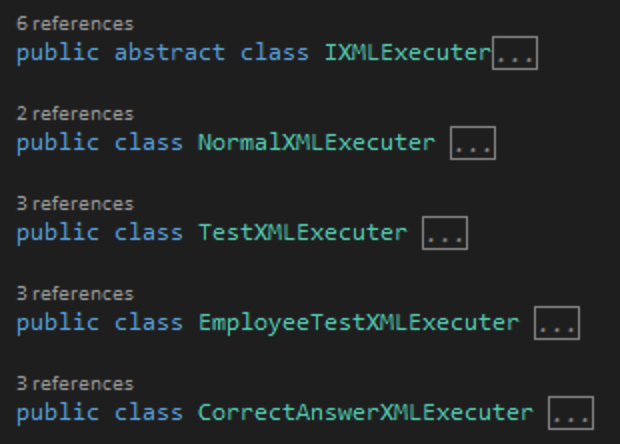 6 references
public abstract class IXMLExecuter...
2 references
public class NormalXMLExecuter ...
3 references
public class TestXMLExecuter ...
3 references
public class EmployeeTestXMLExecuter ...
3 references
public class CorrectAnswerXMLExecuter ...